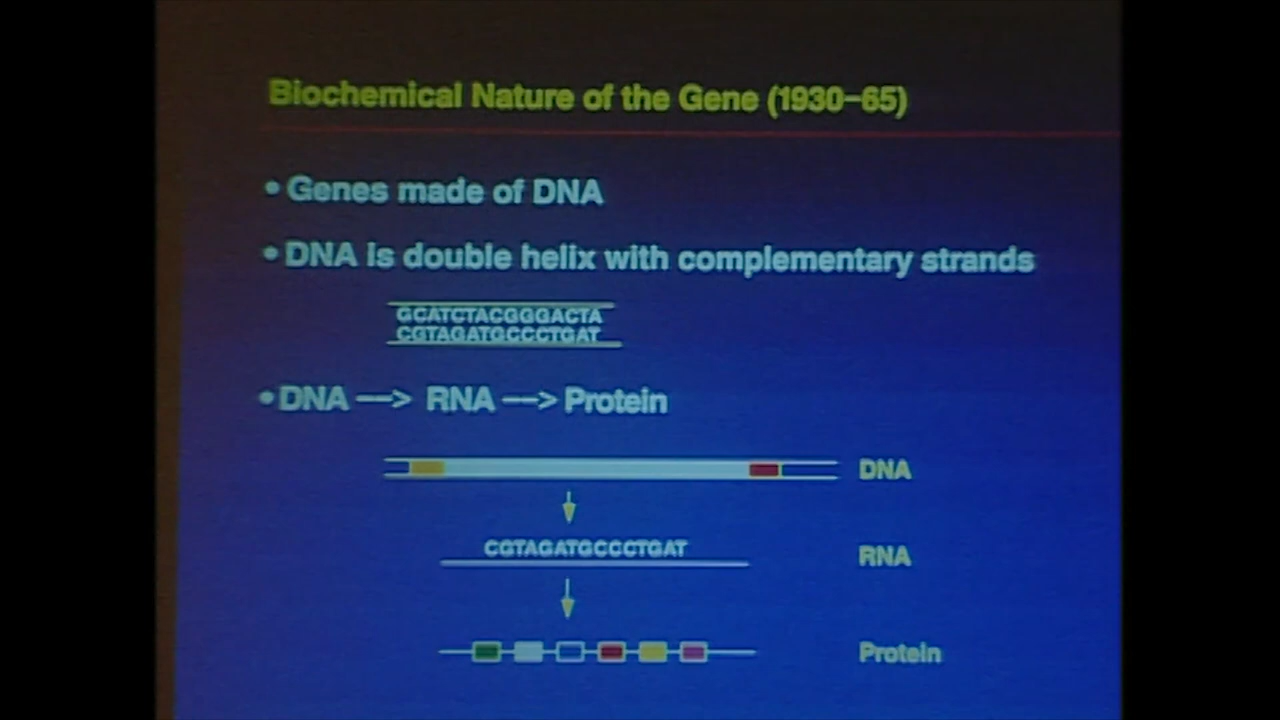 Biochemical Nature of the Gene (1930–65)
• Genes made of DNA
• DNA is double helix with complementary strands
GCATCTACGGGACTA
CGTAGATGCCCTGAT
• DNA —> RNA —> Protein
DNA
CGTAGATGCCCTGAT
RNA
Protein